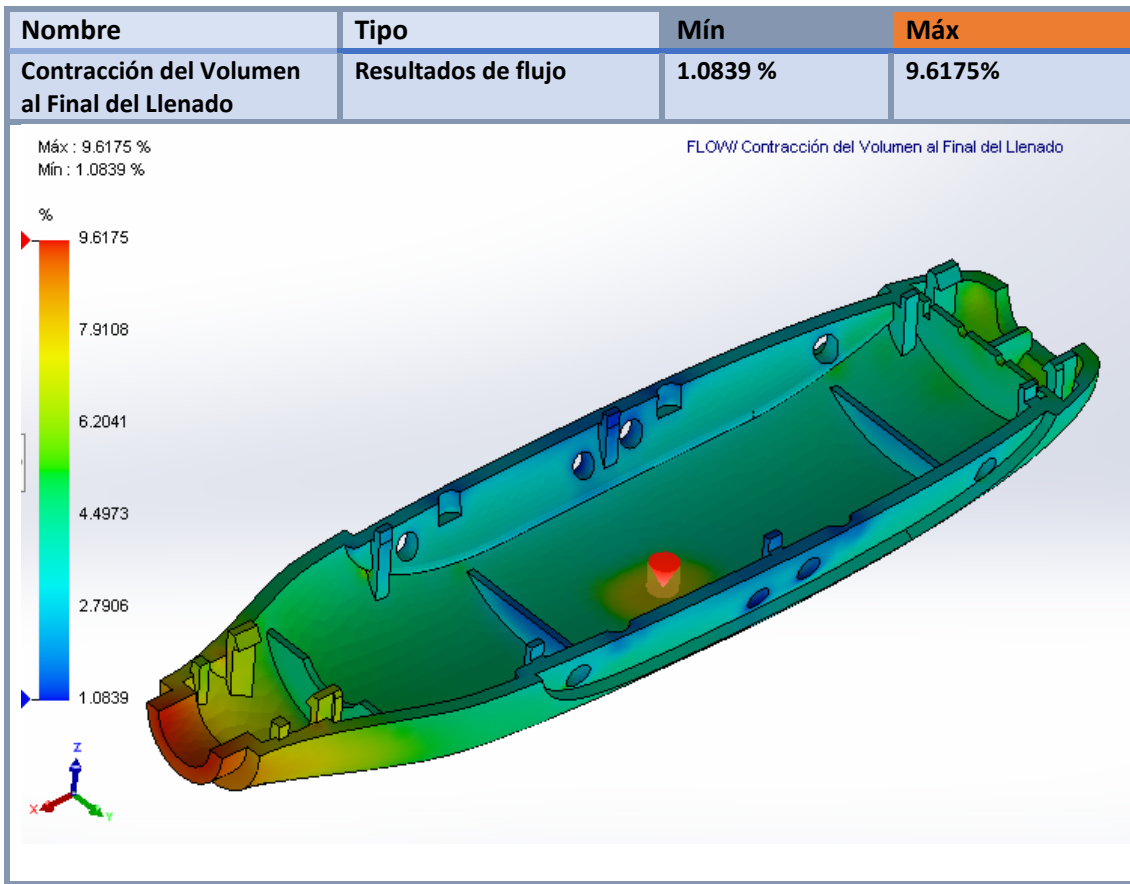 Nombre Tipo Mín Máx
Contracción del Volumen al Final del Llenado Resultados de flujo 1.0839 % 9.6175%
Máx : 9.6175 %
Mín : 1.0839 %
FLOW/ Contracción del Volumen al Final del Llenado
%
9.6175
7.9108
6.2041
4.4973
2.7906
1.0839
Z
X
Y